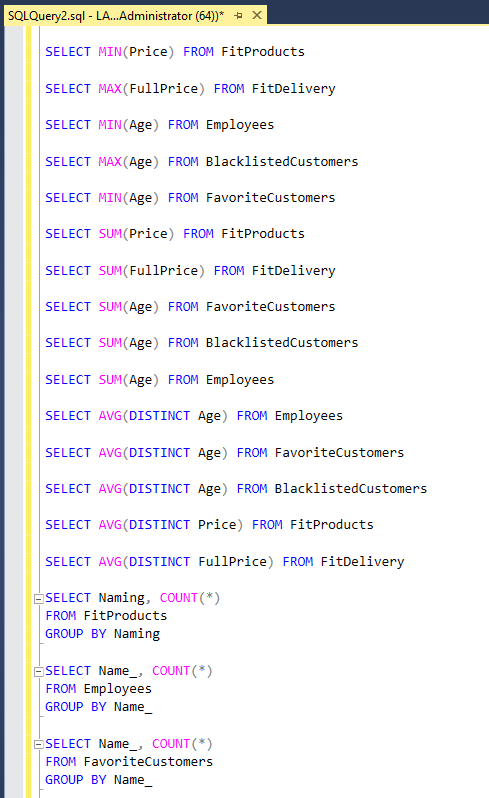 SQLQuery2.sql - LA...Administrator (64))*
SELECT MIN(Price) FROM FitProducts
SELECT MAX(FullPrice) FROM FitDelivery
SELECT MIN(Age) FROM Employees
SELECT MAX(Age) FROM BlacklistedCustomers
SELECT MIN(Age) FROM FavoriteCustomers
SELECT SUM(Price) FROM FitProducts
SELECT SUM(FullPrice) FROM FitDelivery
SELECT SUM(Age) FROM FavoriteCustomers
SELECT SUM(Age) FROM BlacklistedCustomers
SELECT SUM(Age) FROM Employees
SELECT AVG(DISTINCT Age) FROM Employees
SELECT AVG(DISTINCT Age) FROM FavoriteCustomers
SELECT AVG(DISTINCT Age) FROM BlacklistedCustomers
SELECT AVG(DISTINCT Price) FROM FitProducts
SELECT AVG(DISTINCT FullPrice) FROM FitDelivery
SELECT Naming, COUNT(*)
FROM FitProducts
GROUP BY Naming
SELECT Name_, COUNT(*)
FROM Employees
GROUP BY Name_
SELECT Name_, COUNT(*)
FROM FavoriteCustomers
GROUP BY Name_